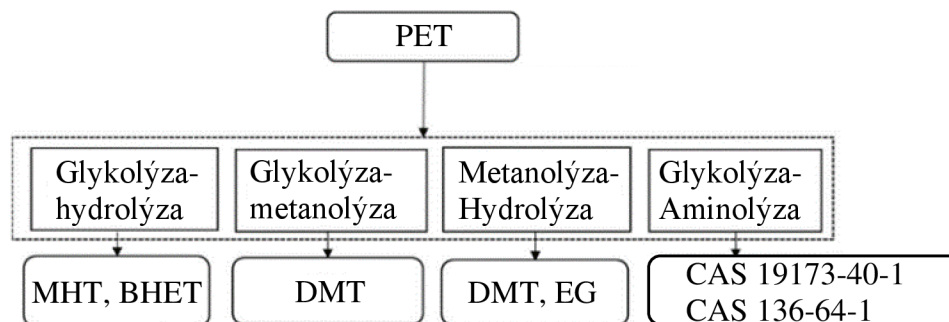 PET
Glykolýza-
hydrolýza
Glykolýza-
metanolýza
Metanolýza-
Hydrolýza
Glykolýza-
Aminolýza
MHT, BHET
DMT
DMT, EG
CAS 19173-40-1
CAS 136-64-1